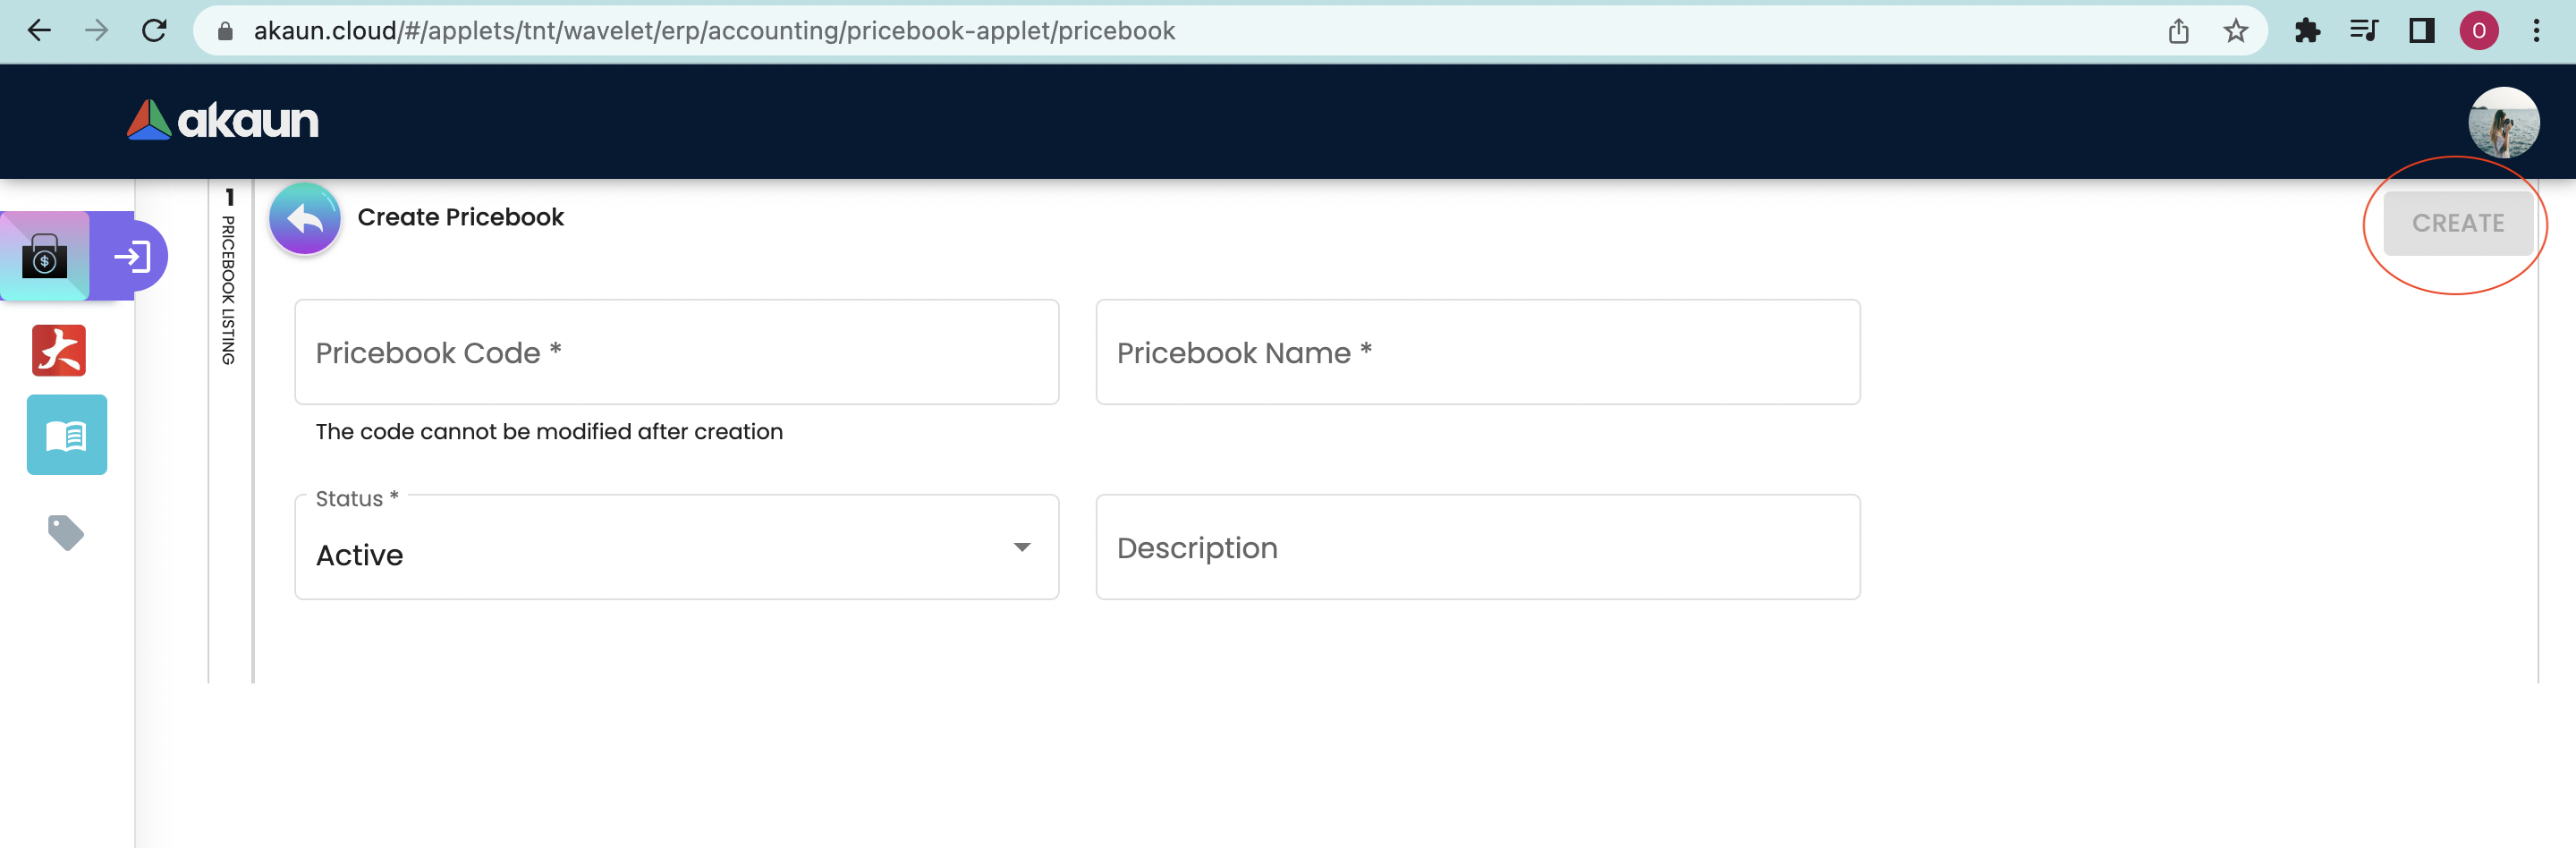 akaun.cloud/#/applets/tnt/wavelet/erp/accounting/pricebook-applet/pricebook
O
akaun
1
PRICEBOOK LISTING
Create Pricebook
CREATE
$
Pricebook Code *
Pricebook Name *
The code cannot be modified after creation
Status *
Active
Description